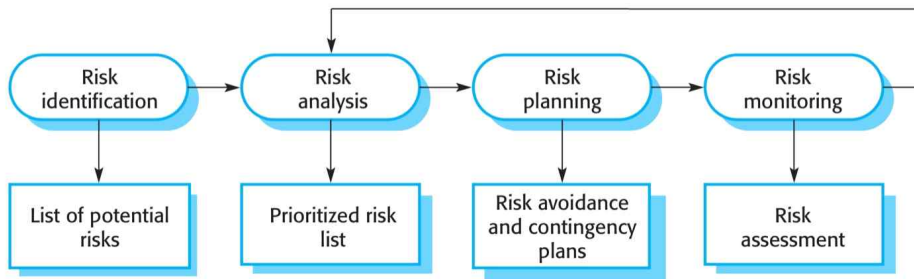 Risk
identification
Risk
analysis
Risk
planning
Risk
monitoring
List of potential
risks
Prioritized risk
list
Risk avoidance
and contingency
plans
Risk
assessment